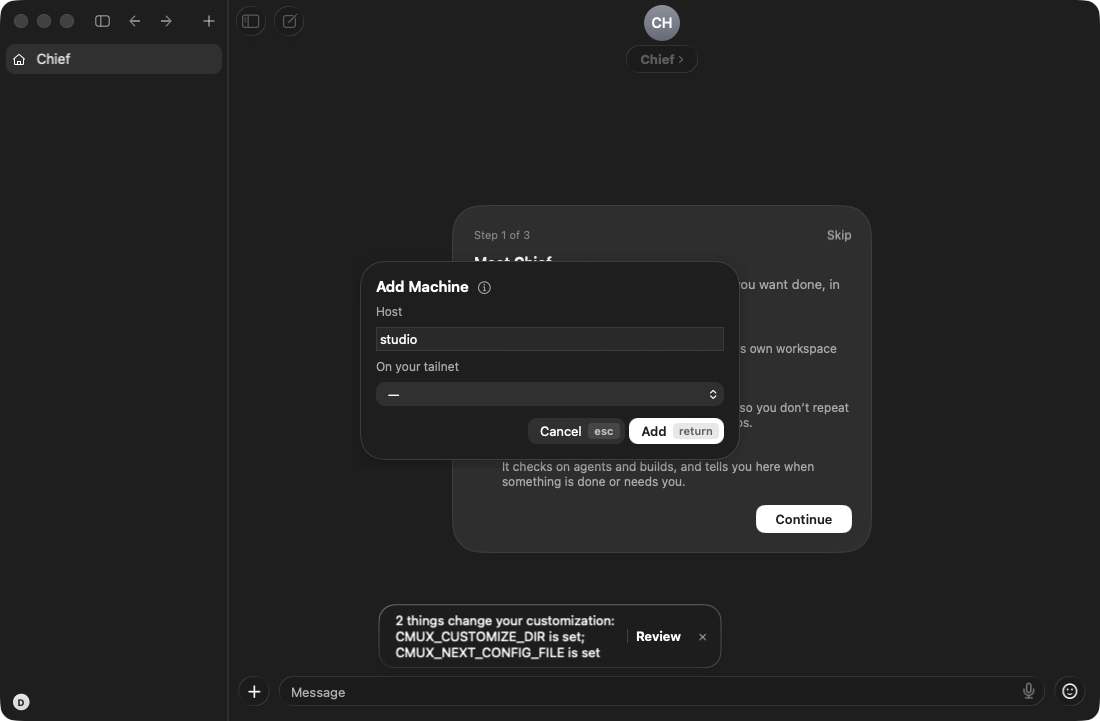 CH
Chief
Chief
Step 1 of 3
Skip
Meet Chief
you want done, in
Add Machine
Host
studio
s own workspace
On your tailnet
—
so you don’t repeat
Cancel esc
Add return
It checks on agents and builds, and tells you here when
something is done or needs you.
Continue
2 things change your customization:
CMUX_CUSTOMIZE_DIR is set;
CMUX_NEXT_CONFIG_FILE is set
Review
Message
D